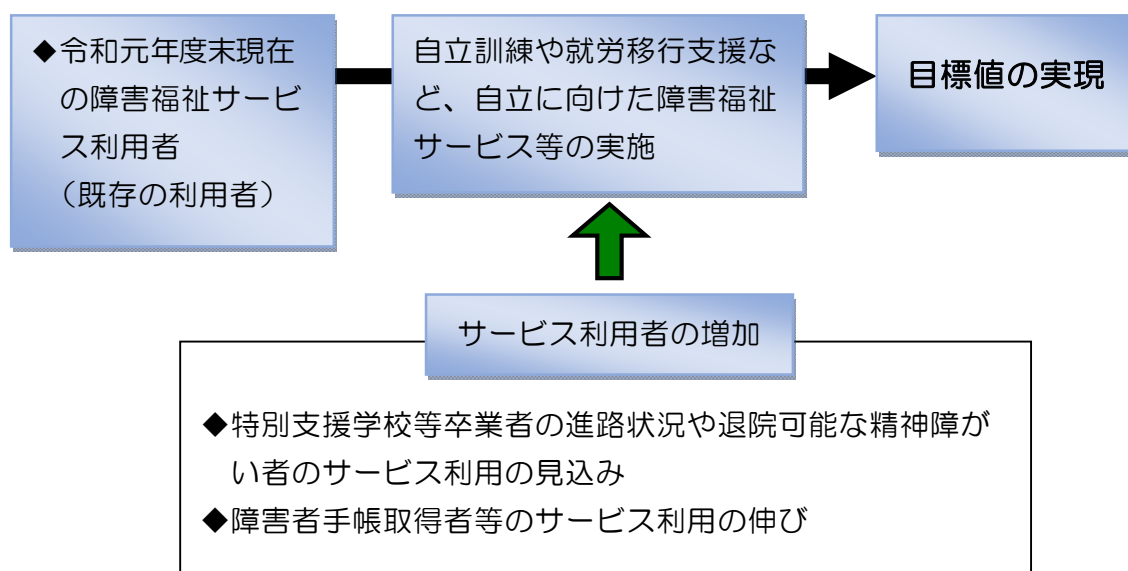 ◆令和元年度末現在
の障害福祉サービ
ス利用者
（既存の利用者）
自立訓練や就労移行支援な
ど、自立に向けた障害福祉
サービス等の実施
目標値の実現
サービス利用者の増加
◆特別支援学校等卒業者の進路状況や退院可能な精神障が
い者のサービス利用の見込み
◆障害者手帳取得者等のサービス利用の伸び